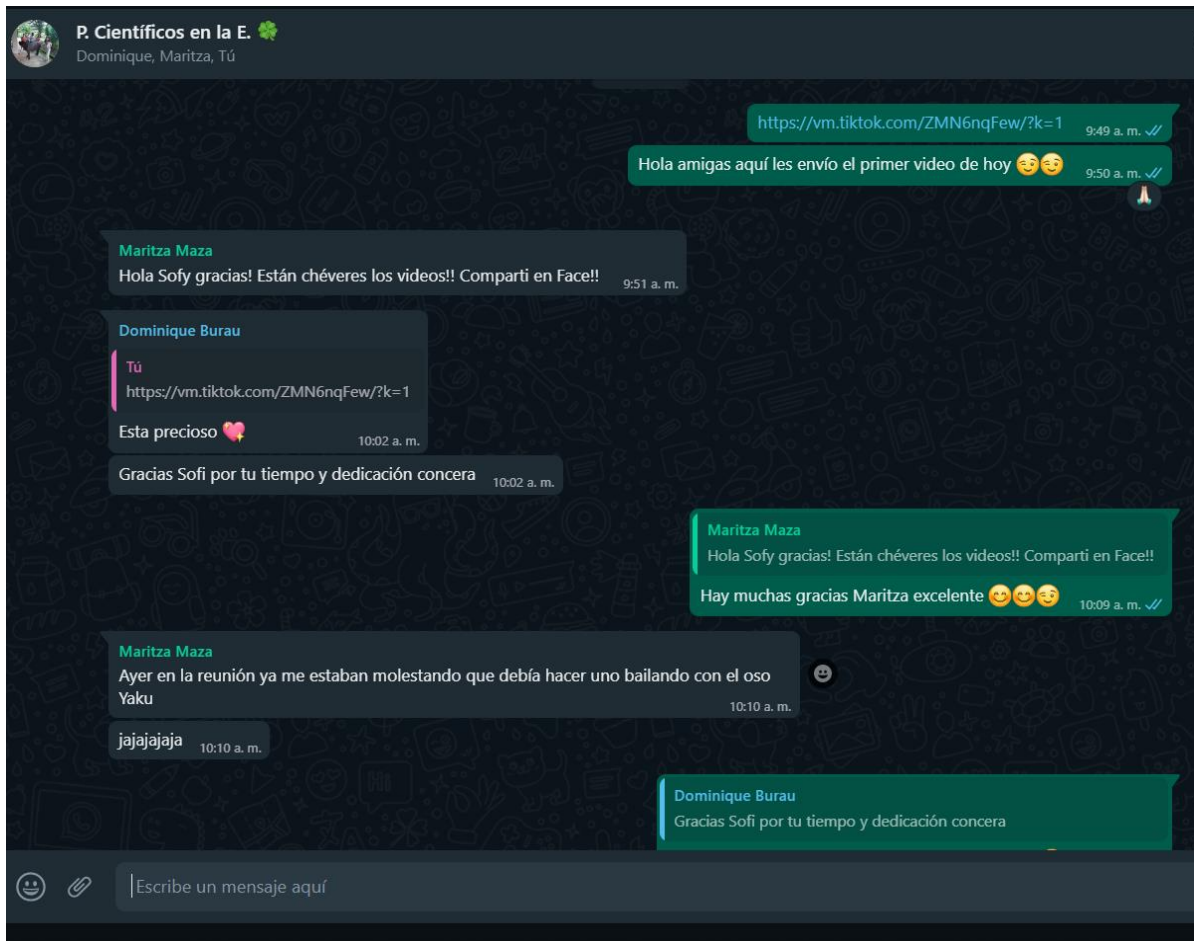 P. Científicos en la E. 🍀
Dominique, Maritza, Tú
https://vm.tiktok.com/ZMN6nqFew/?k=1 9:49 a. m.
Hola amigas aquí les envío el primer video de hoy 😏😏 9:50 a. m.
Maritza Maza
Hola Sofy gracias! Están chéveres los videos!! Comparti en Face!! 9:51 a. m.
Dominique Burau
Tú
https://vm.tiktok.com/ZMN6nqFew/?k=1
Esta precioso 💖 10:02 a. m.
Gracias Sofi por tu tiempo y dedicación concera 10:02 a. m.
Maritza Maza
Hola Sofy gracias! Están chéveres los videos!! Comparti en Face!!
Hay muchas gracias Maritza excelente 😊😊😉 10:09 a. m.
Maritza Maza
Ayer en la reunión ya me estaban molestando que debía hacer uno bailando con el oso
Yaku 10:10 a. m.
jajajajaja 10:10 a. m.
Dominique Burau
Gracias Sofi por tu tiempo y dedicación concera
Escribe un mensaje aquí